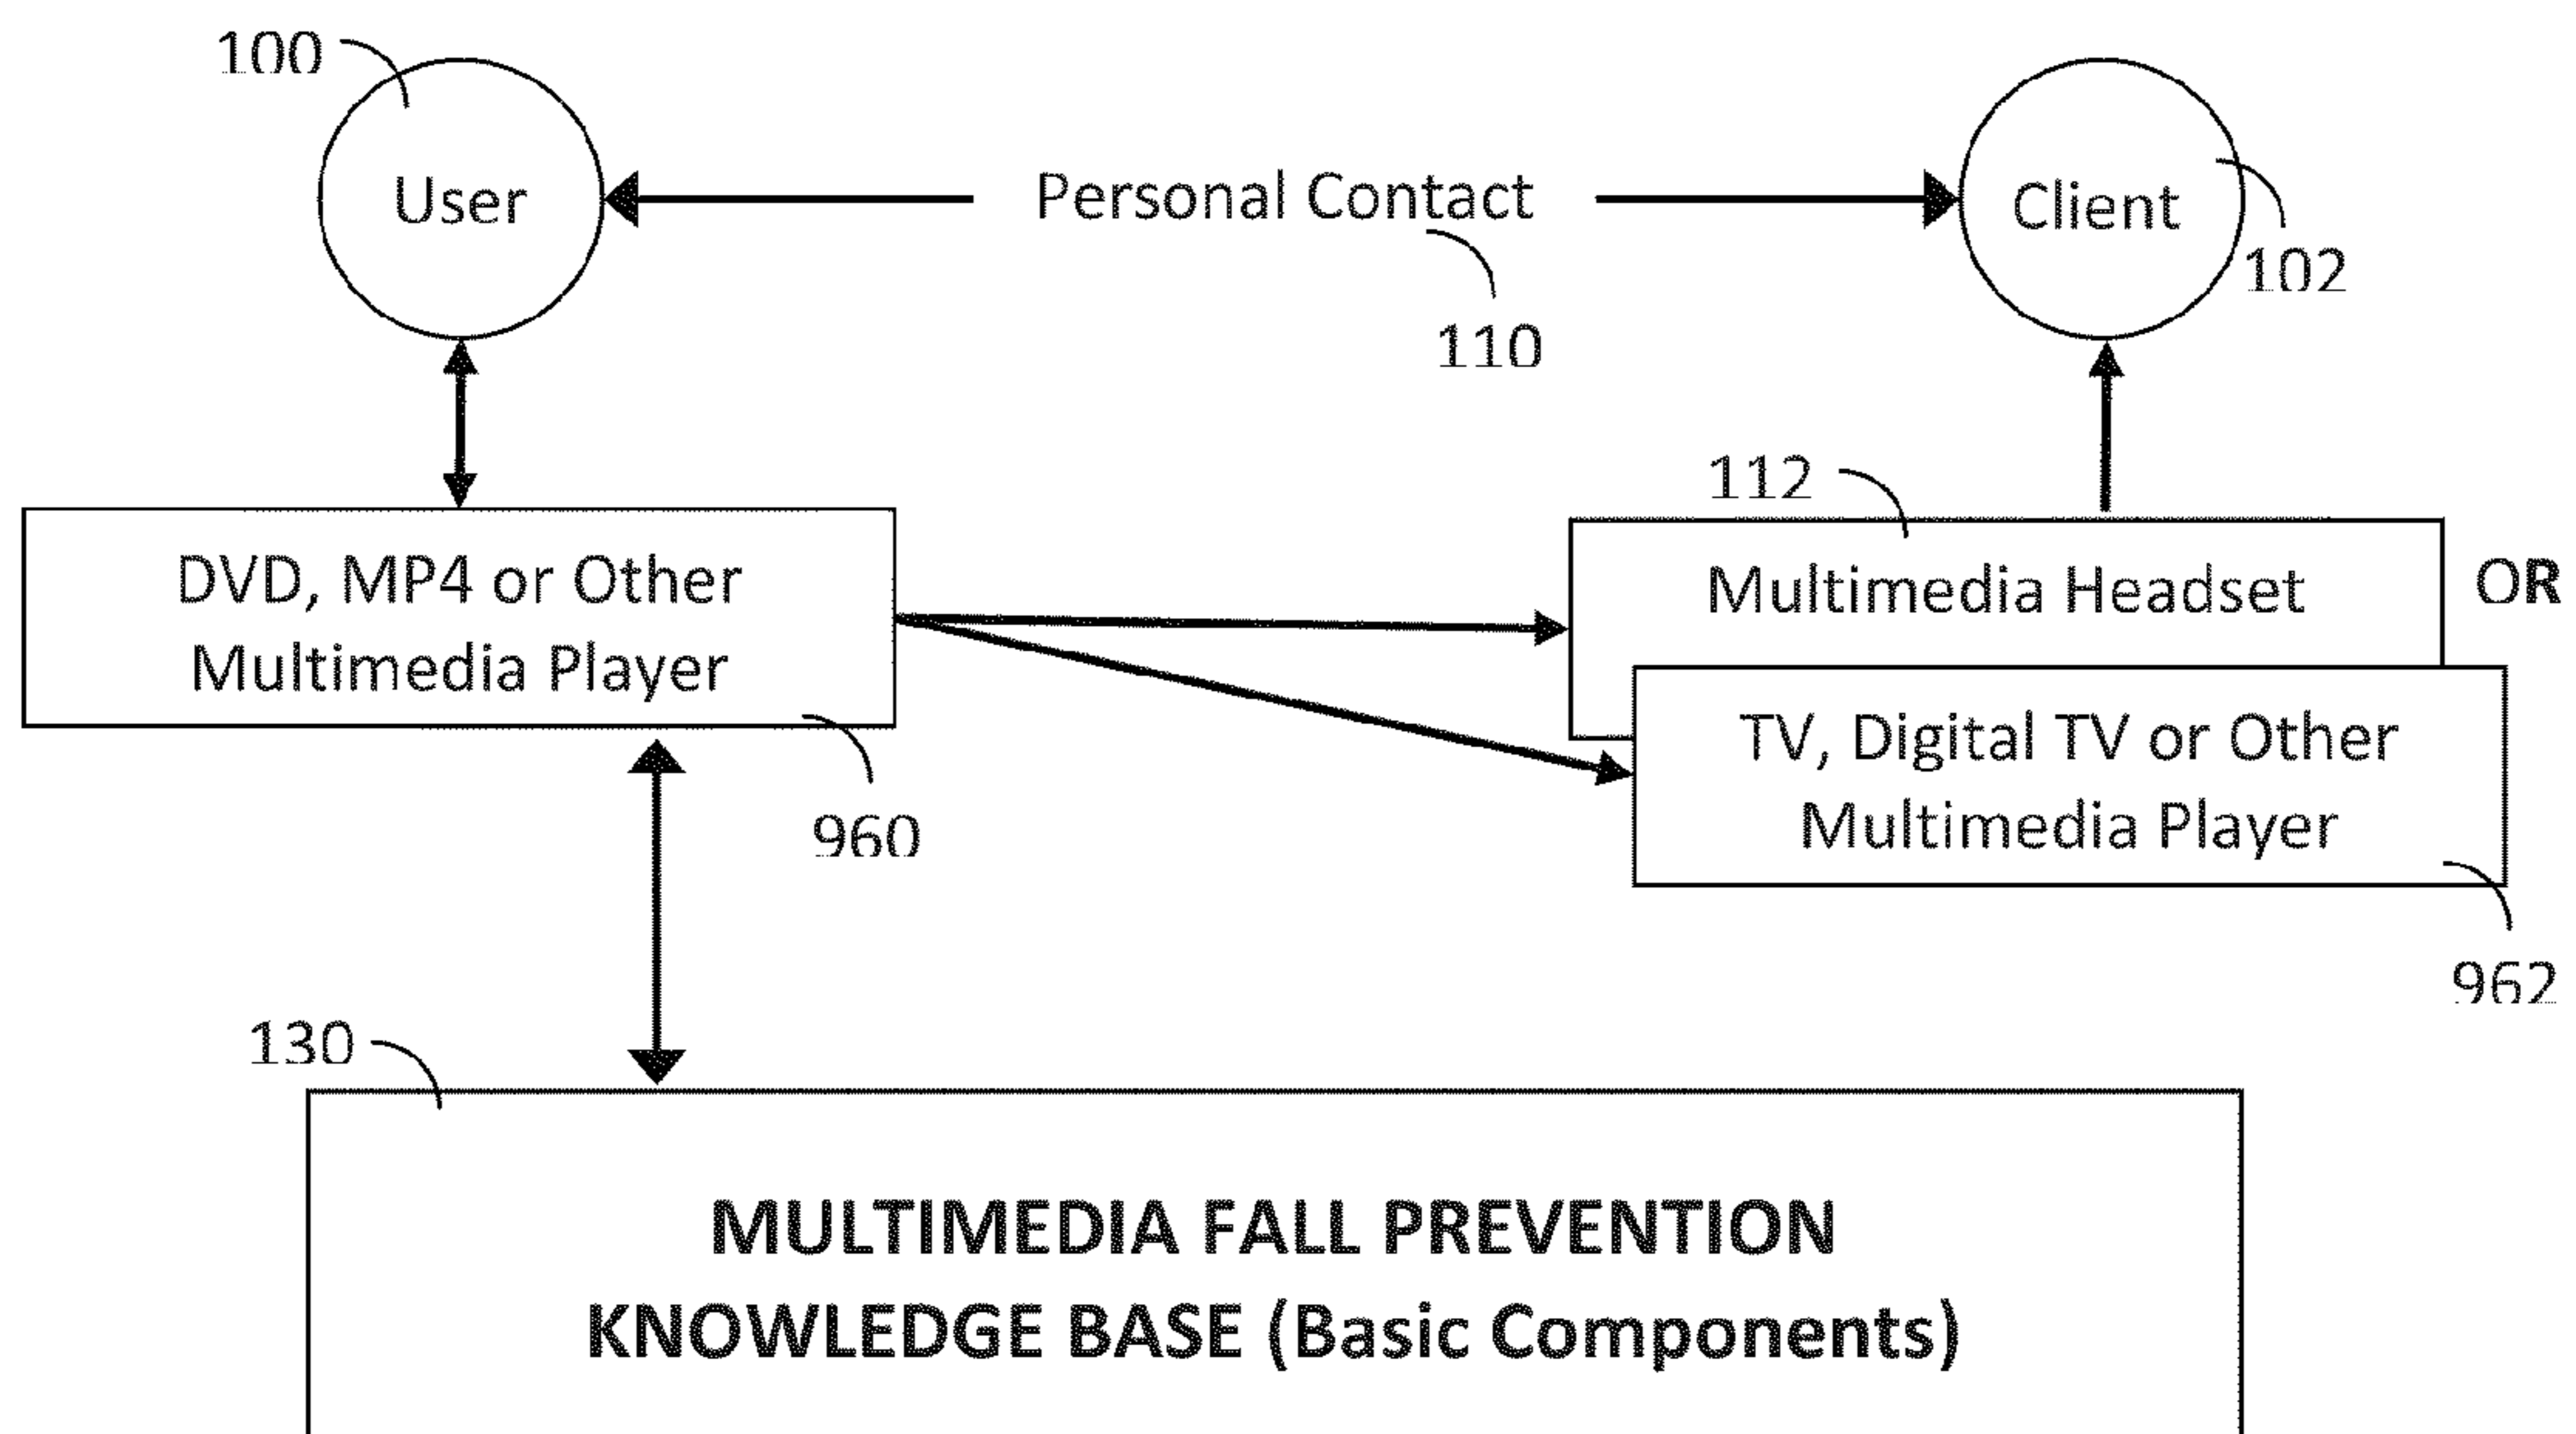 100
User
Personal Contact
Client
102
110
112
DVD, MP4 or Other
Multimedia Player
Multimedia Headset
OR
TV, Digital TV or Other
Multimedia Player
960
962
130
MULTIMEDIA FALL PREVENTION
KNOWLEDGE BASE (Basic Components)